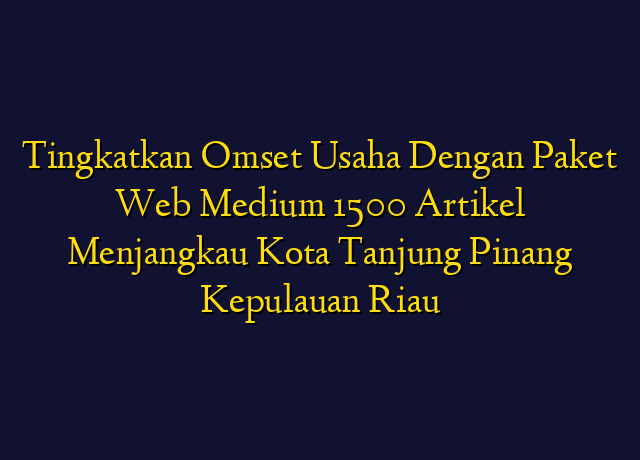 Tingkatkan Omset Usaha Dengan Paket
Web Medium 1500 Artikel
Menjangkau Kota Tanjung Pinang
Kepulauan Riau